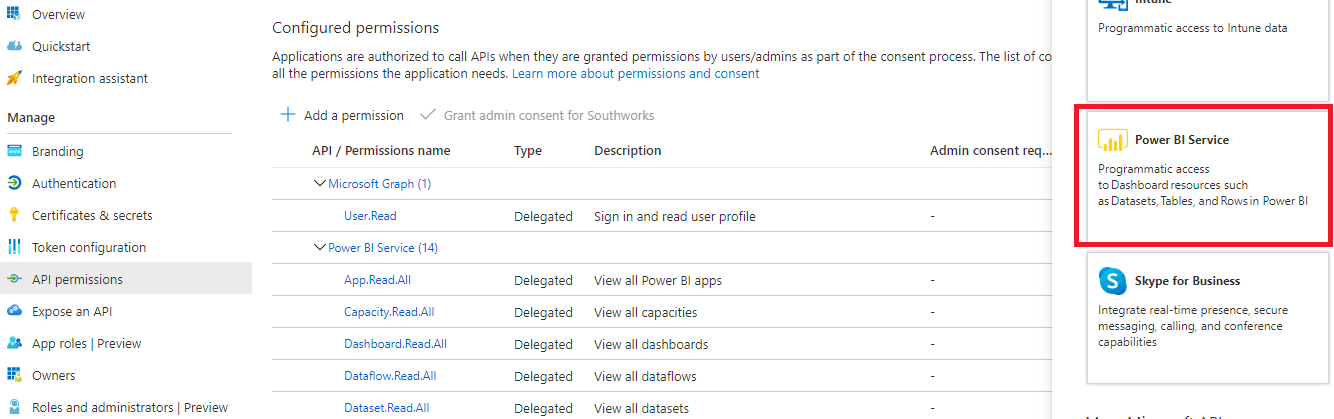 Overview
Quickstart
Integration assistant
Manage
Branding
Authentication
Certificates & secrets
Token configuration
API permissions
Expose an API
App roles | Preview
Owners
Roles and administrators | Preview
Configured permissions
Applications are authorized to call APIs when they are granted permissions by users/admins as part of the consent process. The list of co
all the permissions the application needs. Learn more about permissions and consent
Add a permission Grant admin consent for Southworks
API / Permissions name Type Description Admin consent req...
Microsoft Graph (1)
User.Read Delegated Sign in and read user profile -
Power BI Service (14)
App.Read.All Delegated View all Power BI apps -
Capacity.Read.All Delegated View all capacities -
Dashboard.Read.All Delegated View all dashboards -
Dataflow.Read.All Delegated View all dataflows -
Dataset.Read.All Delegated View all datasets -
Intune
Programmatic access to Intune data
Power BI Service
Programmatic access
to Dashboard resources such
as Datasets, Tables, and Rows in Power BI
Skype for Business
Integrate real-time presence, secure
messaging, calling, and conference
capabilities